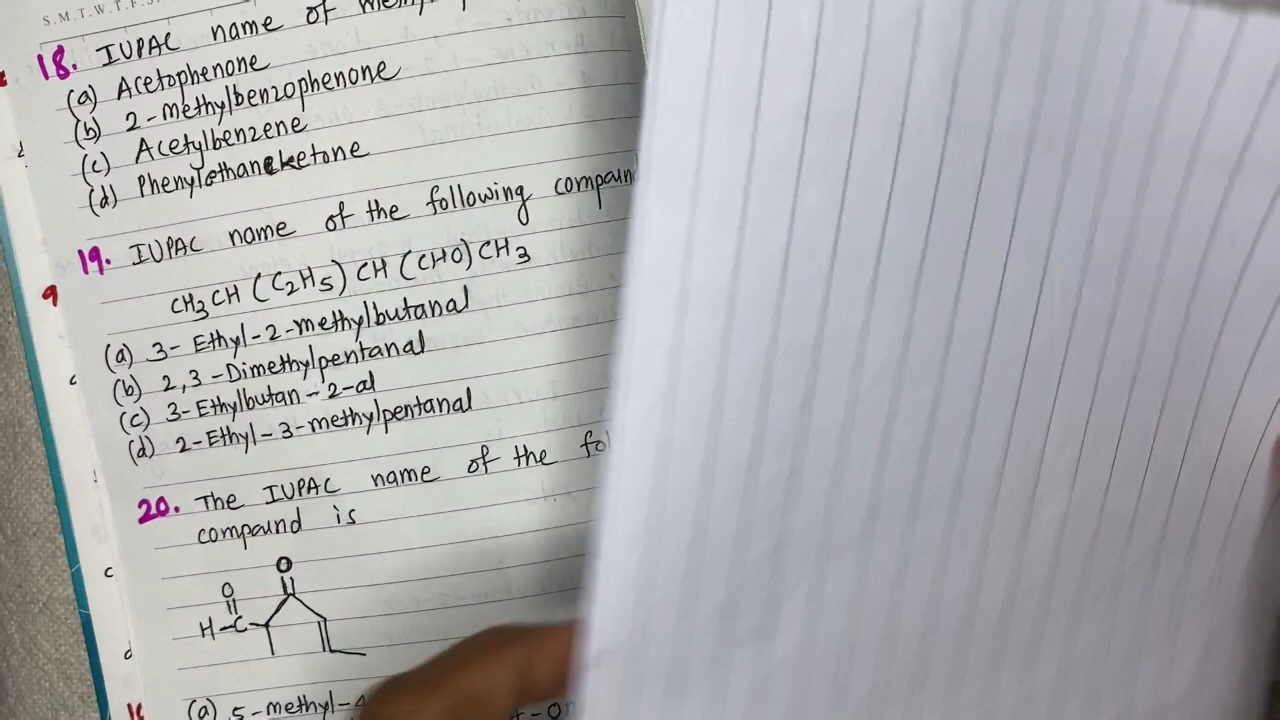 S.M.T.W.T.F.S
18. IUPAC name of
(a) Acetophenone
(b) 2-methylbenzophenone
(c) Acetylbenzene
(d) Phenylethaneketone
19. IUPAC name of the following
CH3CH (C2H5) CH (CHO) CH3
(a) 3-Ethyl-2-methylbutanal
(b) 2,3-Dimethylpentanal
(c) 3-Ethylbutan-2-al
(d) 2-Ethyl-3-methylpentanal
20. The IUPAC name of the
compound is
O
O
H-C
(a) 5-methyl-